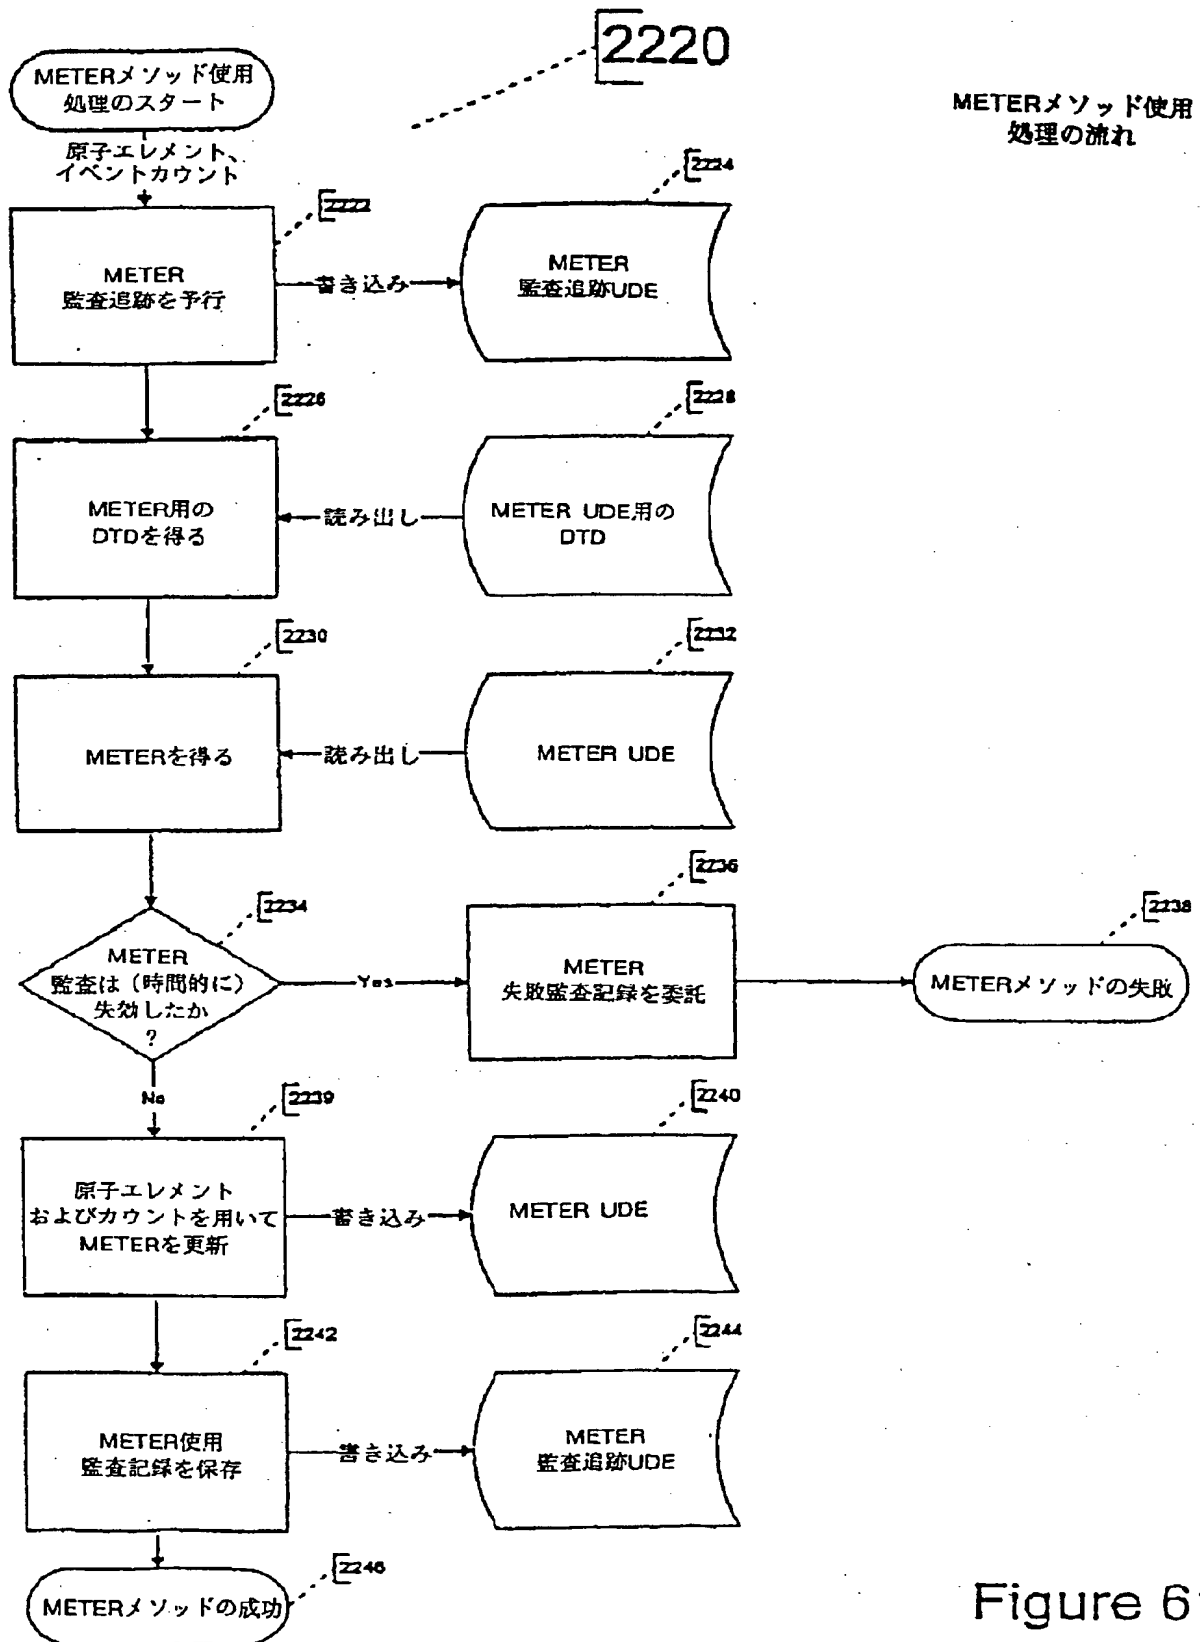 2220
METERメソッド使用
処理のスタート
METERメソッド使用
処理の流れ
原子エレメント、
イベントカウント
2222
2224
METER
監査追跡を予行
書き込み
METER
監査追跡UDE
2226
2228
METER用の
DTDを得る
読み出し
METER UDE用の
DTD
2230
2232
METERを得る
読み出し
METER UDE
2234
2236
2238
METER
監査は（時間的に）
失効したか
？
Yes
METER
失敗監査記録を委託
METERメソッドの失敗
No
2239
2240
原子エレメント
およびカウントを用いて
METERを更新
書き込み
METER UDE
2242
2244
METER使用
監査記録を保存
書き込み
METER
監査追跡UDE
2246
METERメソッドの成功
Figure 6